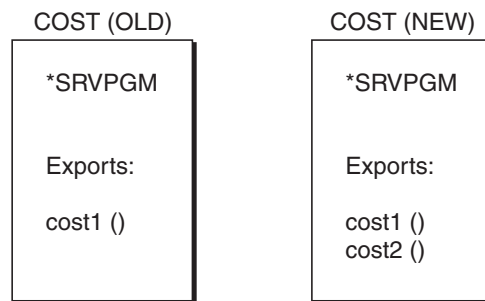 COST (OLD)
*SRVPGM
Exports:
cost1 ()
COST (NEW)
*SRVPGM
Exports:
cost1 ()
cost2 ()